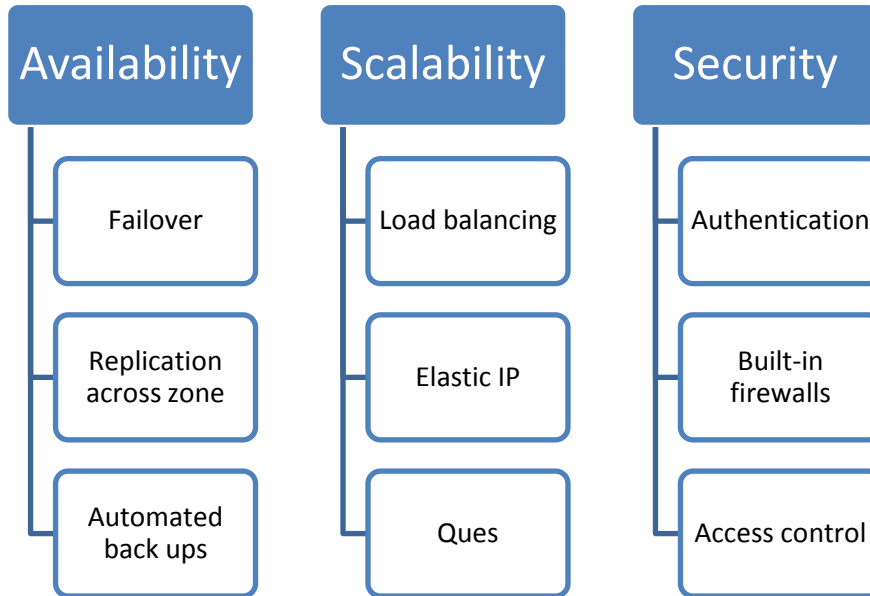 Availability
Failover
Replication
across zone
Automated
back ups
Scalability
Load balancing
Elastic IP
Ques
Security
Authentication
Built-in
firewalls
Access control